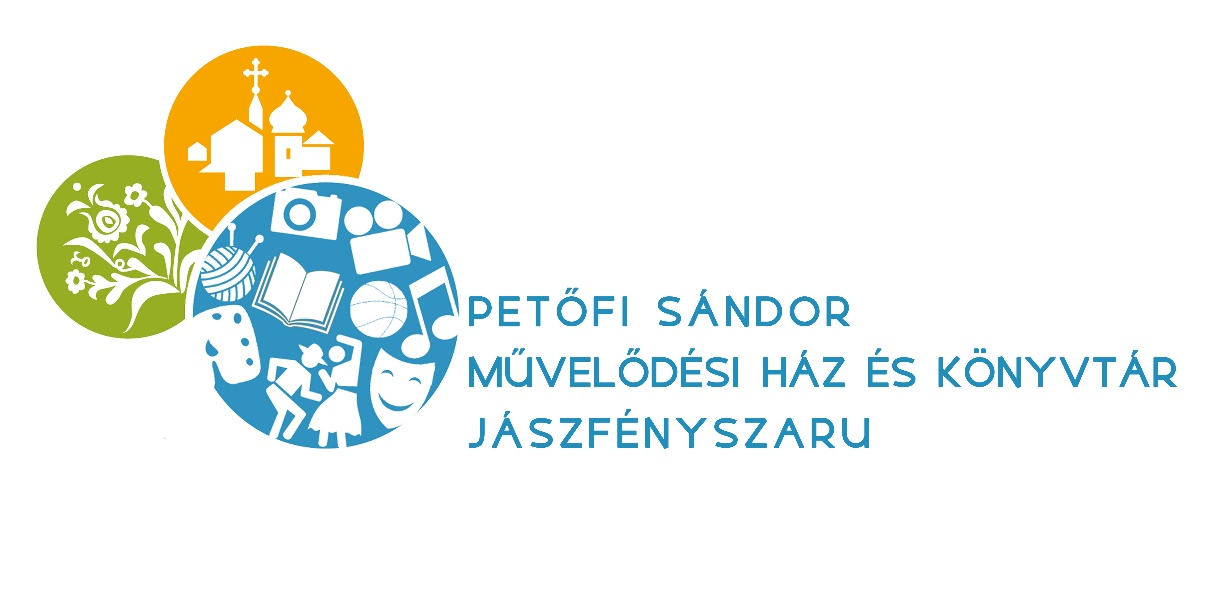 PETŐFI SÁNDOR
MŰVELŐDÉSI HÁZ ÉS KÖNYVTÁR
JÁSZFÉNYSZARU